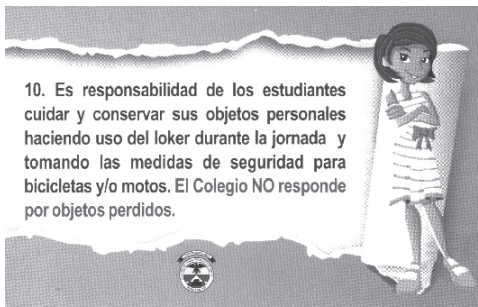 10. Es responsabilidad de los estudiantes
cuidar y conservar sus objetos personales
haciendo uso del loker durante la jornada y
tomando las medidas de seguridad para
bicicletas y/o motos. El Colegio NO responde
por objetos perdidos.